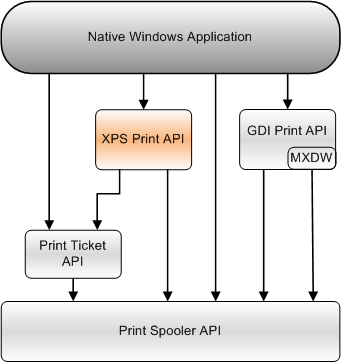 Native Windows Application
XPS Print API
GDI Print API
MXDW
Print Ticket
API
Print Spooler API